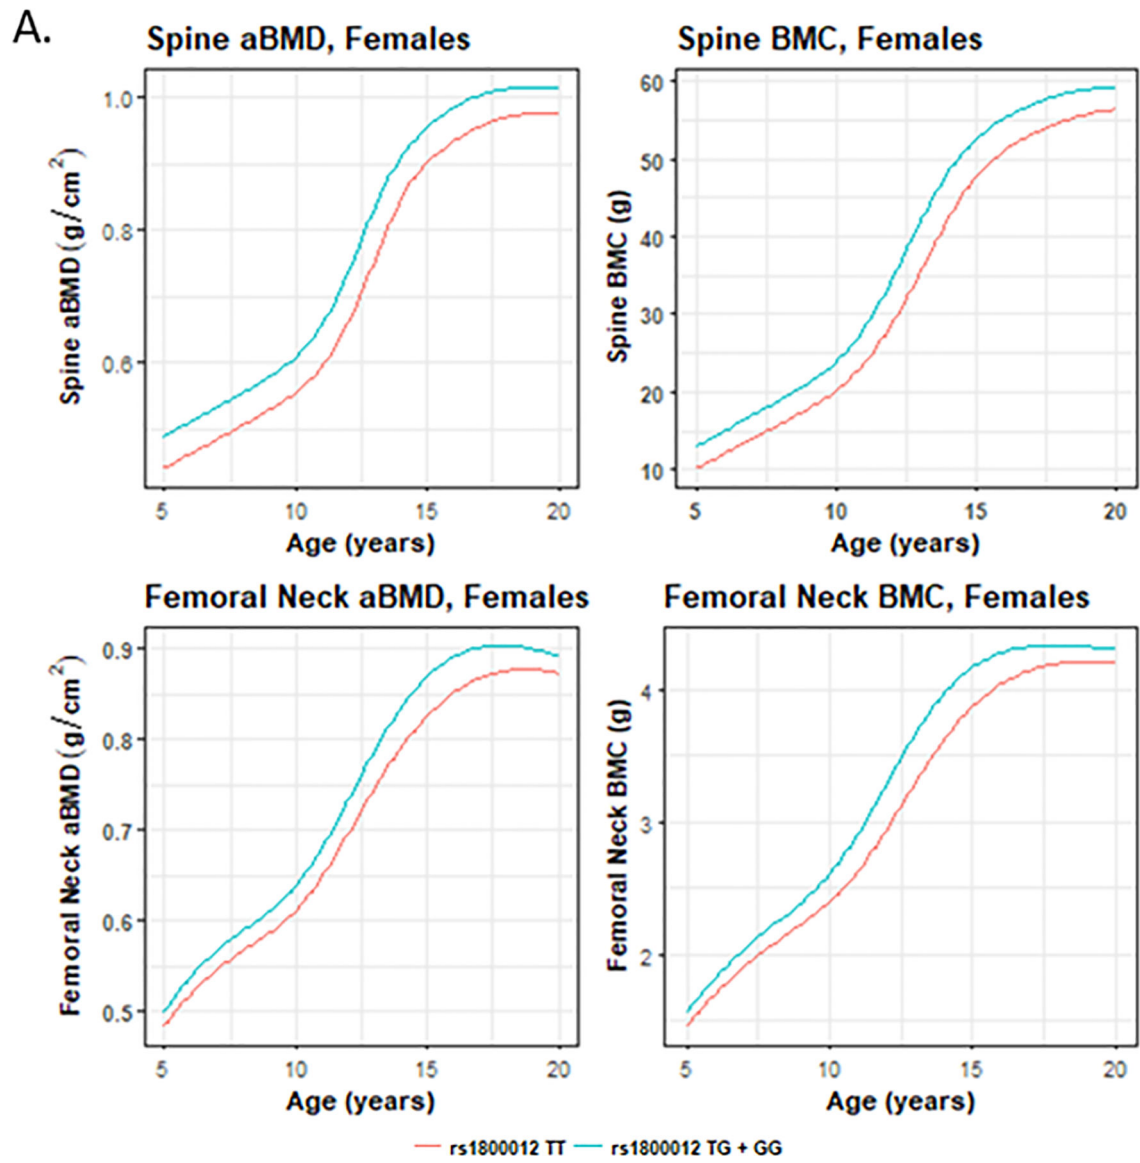 A.
Spine aBMD, Females
Spine BMC, Females
Spine aBMD (g/cm²)
1.0
0.8
0.6
5 10 15 20
Age (years)
Spine BMC (g)
60
50
40
30
20
10
5 10 15 20
Age (years)
Femoral Neck aBMD, Females
Femoral Neck BMC, Females
Femoral Neck aBMD (g/cm²)
0.9
0.8
0.7
0.6
0.5
5 10 15 20
Age (years)
Femoral Neck BMC (g)
4
3
2
5 10 15 20
Age (years)
rs1800012 TT rs1800012 TG + GG